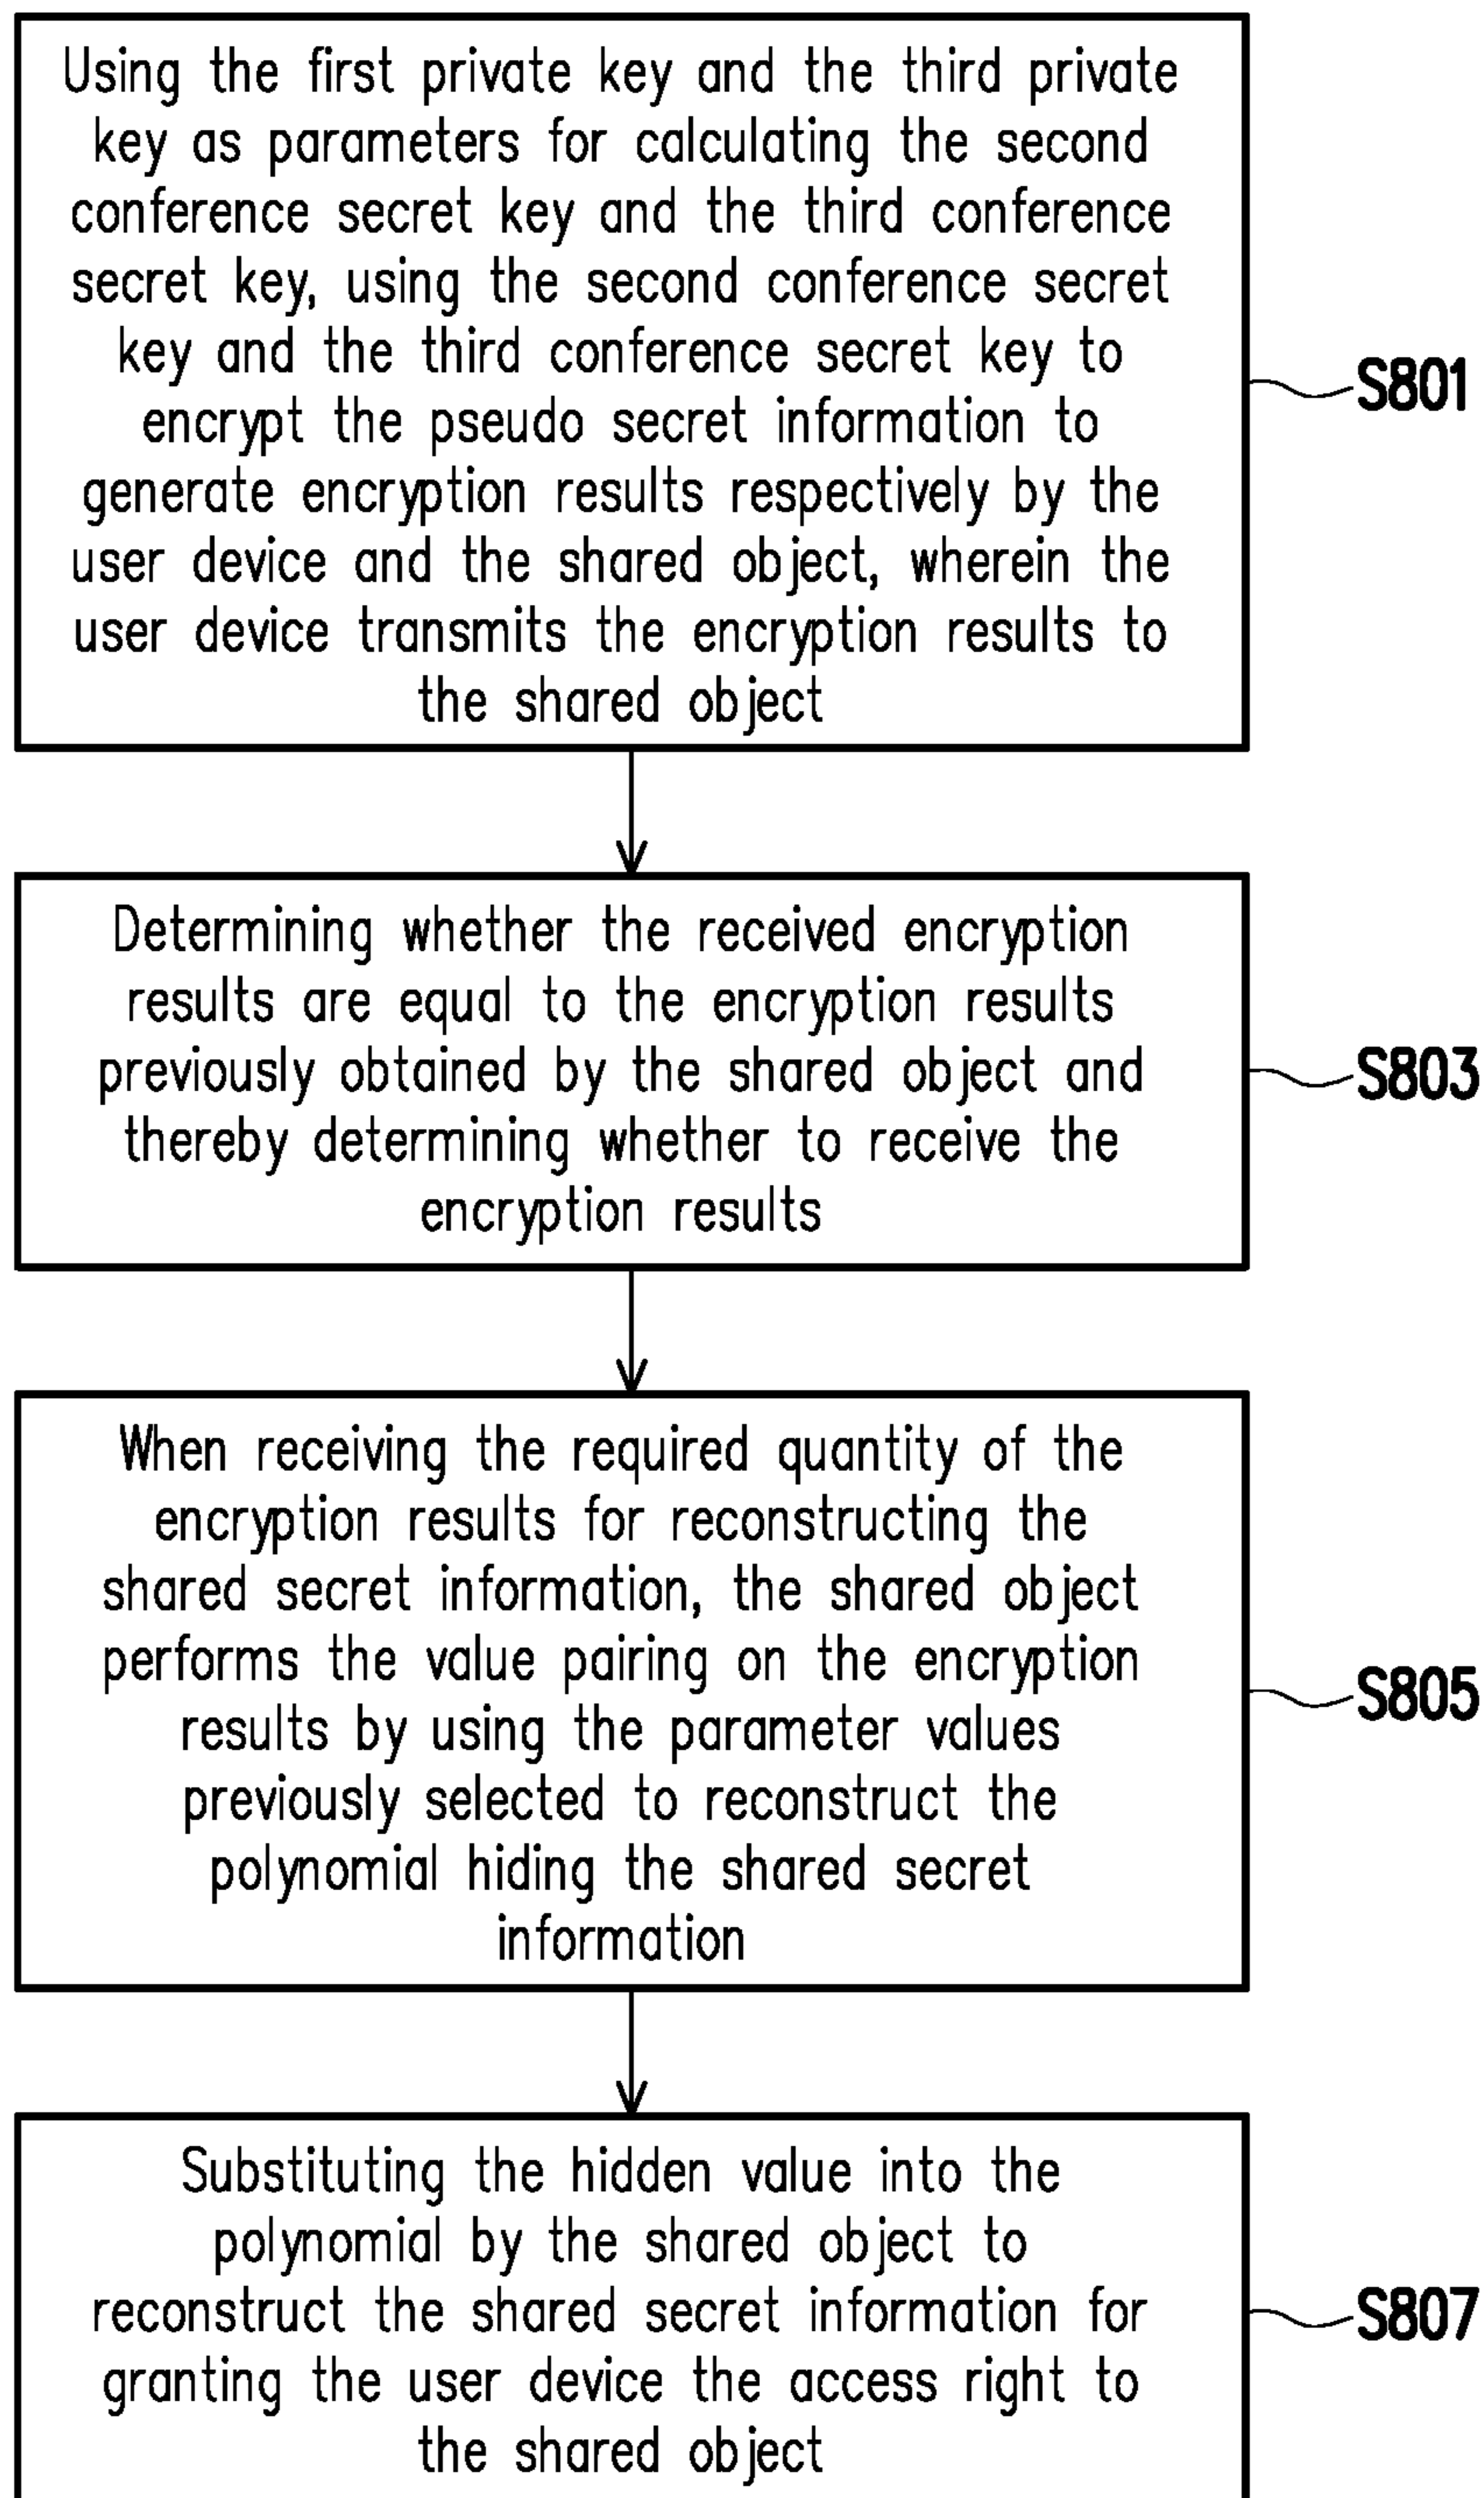 Using the first private key and the third private
key as parameters for calculating the second
conference secret key and the third conference
secret key, using the second conference secret
key and the third conference secret key to
encrypt the pseudo secret information to
generate encryption results respectively by the
user device and the shared object, wherein the
user device transmits the encryption results to
the shared object
S801
Determining whether the received encryption
results are equal to the encryption results
previously obtained by the shared object and
thereby determining whether to receive the
encryption results
S803
When receiving the required quantity of the
encryption results for reconstructing the
shared secret information, the shared object
performs the value pairing on the encryption
results by using the parameter values
previously selected to reconstruct the
polynomial hiding the shared secret
information
S805
Substituting the hidden value into the
polynomial by the shared object to
reconstruct the shared secret information for
granting the user device the access right to
the shared object
S807